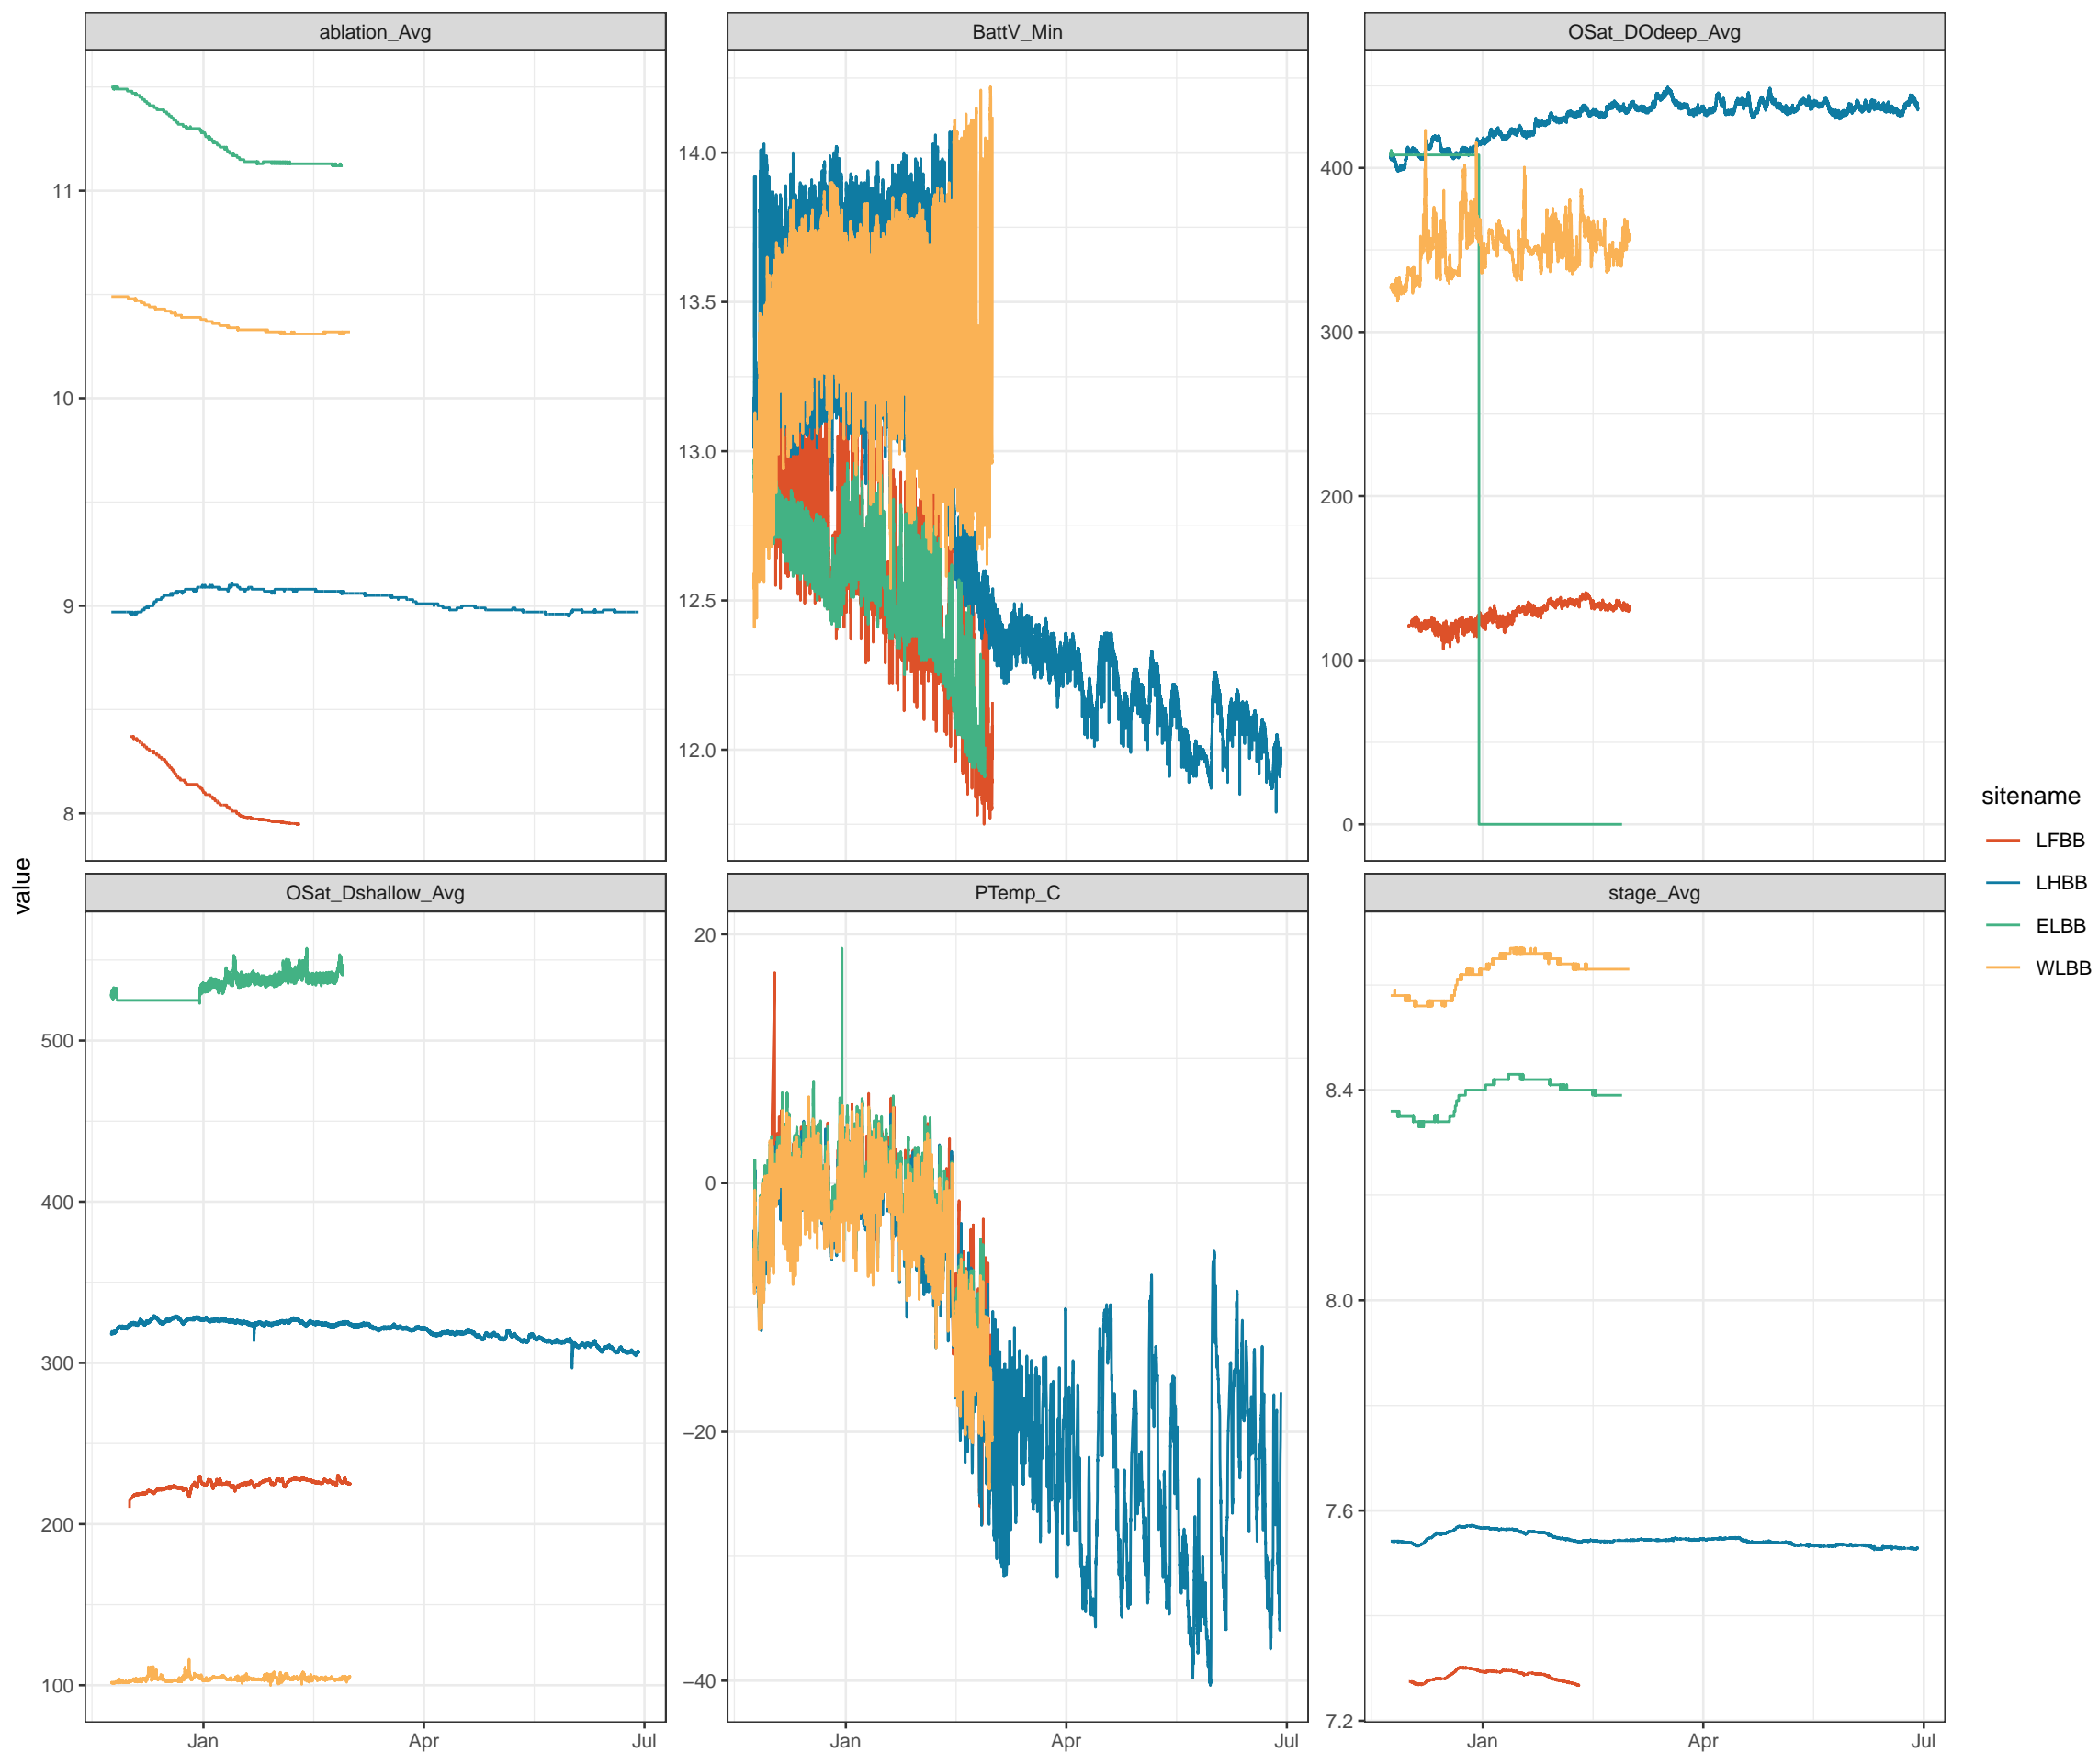 ablation_Avg
BattV_Min
OSat_DOdeep_Avg
11
10
9
8
14.0
13.5
13.0
12.5
12.0
400
300
200
100
0
value
OSat_Dshallow_Avg
PTemp_C
stage_Avg
500
400
300
200
100
20
0
−20
−40
8.4
8.0
7.6
7.2
Jan
Apr
Jul
Jan
Apr
Jul
Jan
Apr
Jul
sitename
LFBB
LHBB
ELBB
WLBB